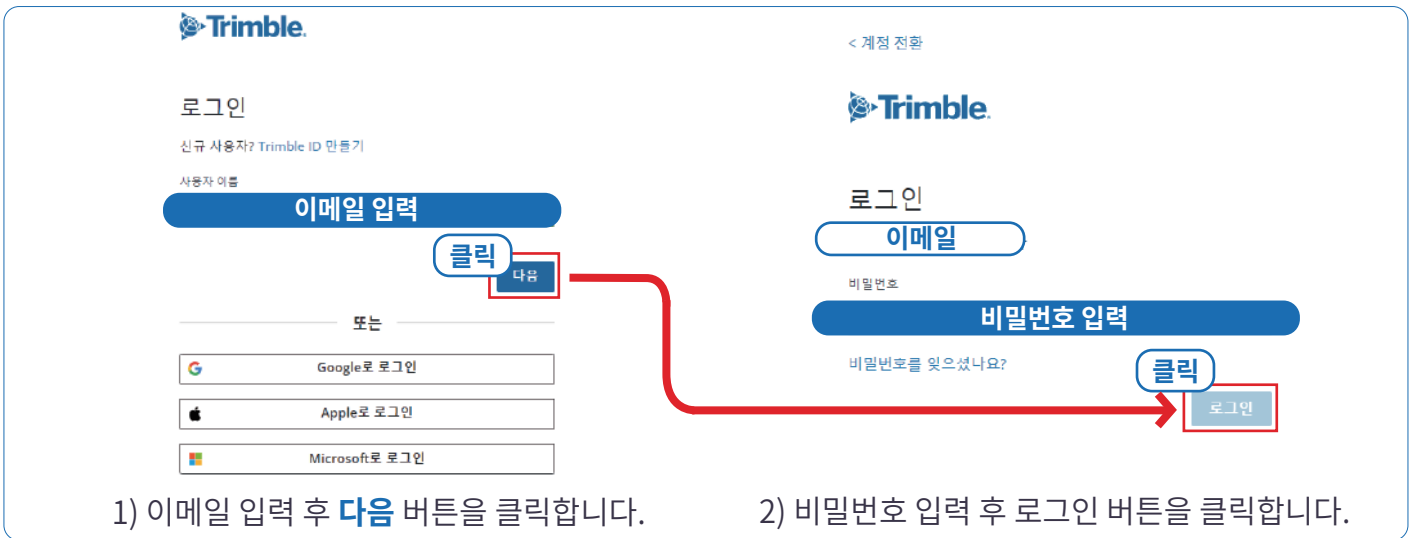 Trimble.
로그인
신규 사용자? Trimble ID 만들기
사용자 이름
이메일 입력
클릭
다음
또는
Google로 로그인
Apple로 로그인
Microsoft로 로그인
1) 이메일 입력 후 다음 버튼을 클릭합니다.
< 계정 전환
Trimble.
로그인
이메일
비밀번호
비밀번호 입력
비밀번호를 잊으셨나요?
클릭
로그인
2) 비밀번호 입력 후 로그인 버튼을 클릭합니다.